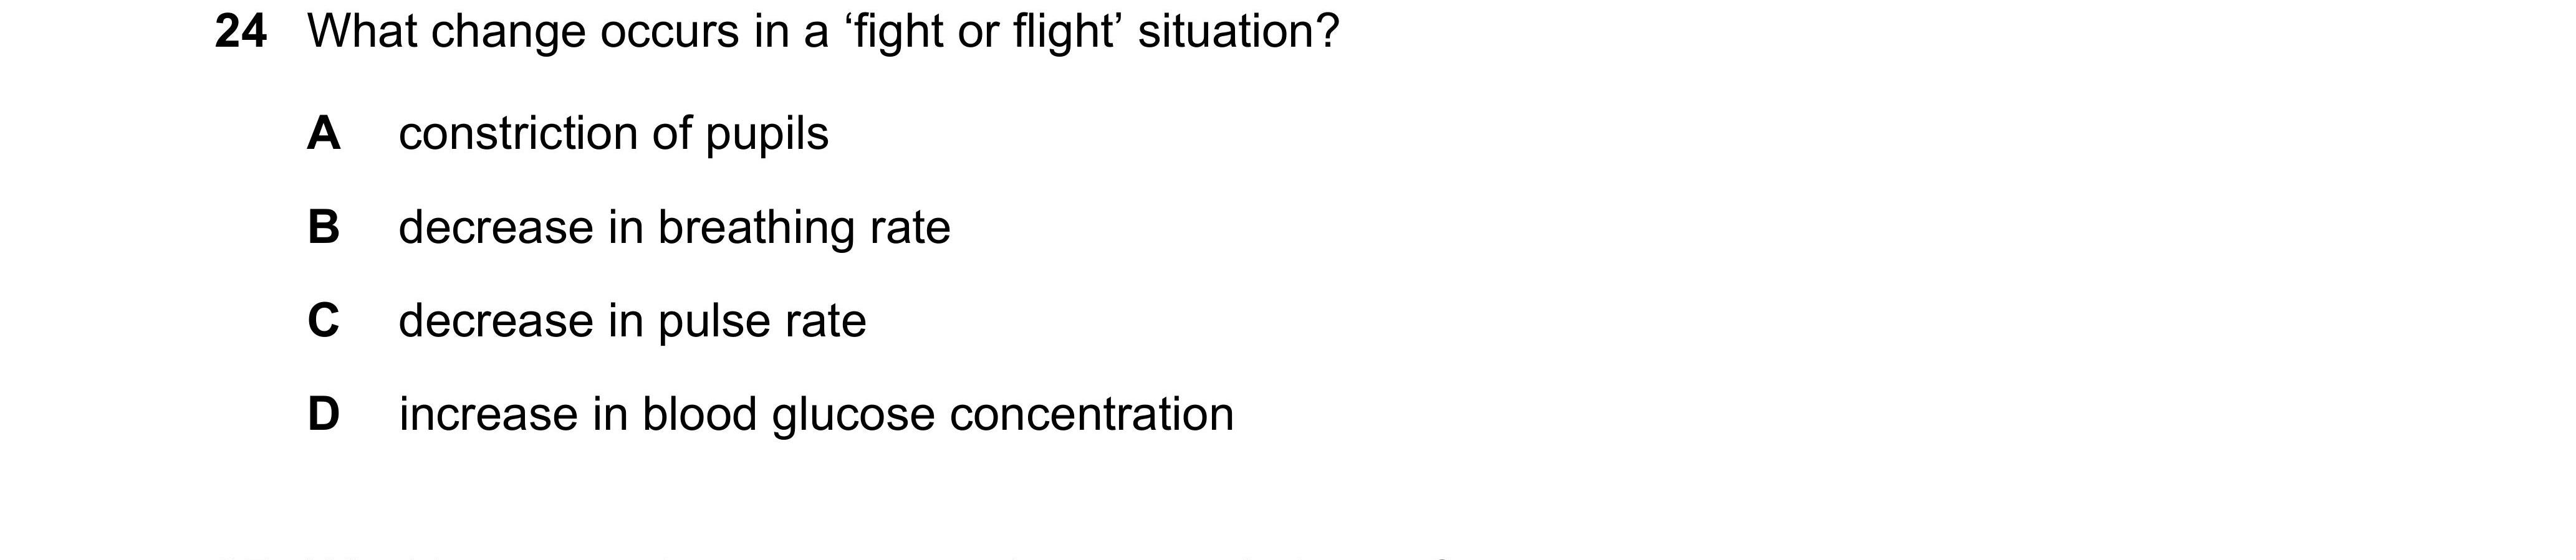 24 What change occurs in a ‘fight or flight’ situation?
A constriction of pupils
B decrease in breathing rate
C decrease in pulse rate
D increase in blood glucose concentration